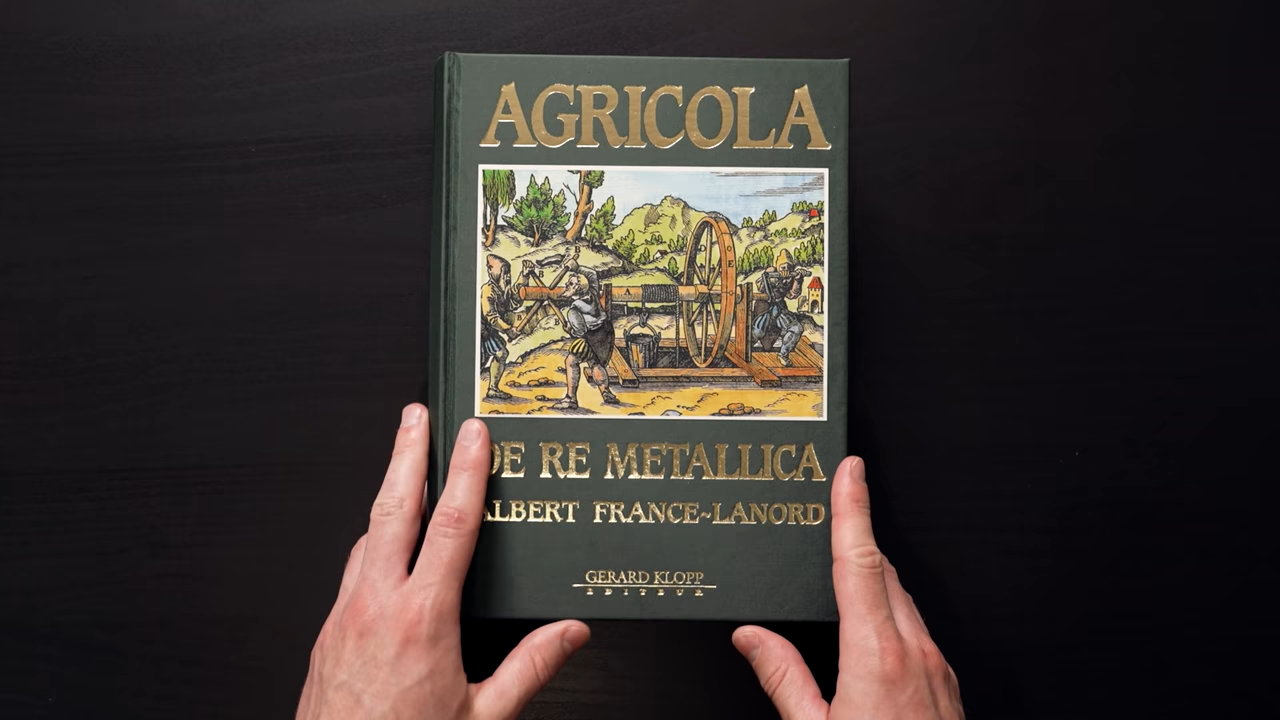 AGRICOLA
B
B
B
A
E
DE RE METALLICA
ALBERT FRANCE~LANORD
GERARD KLOPP
EDITEUR